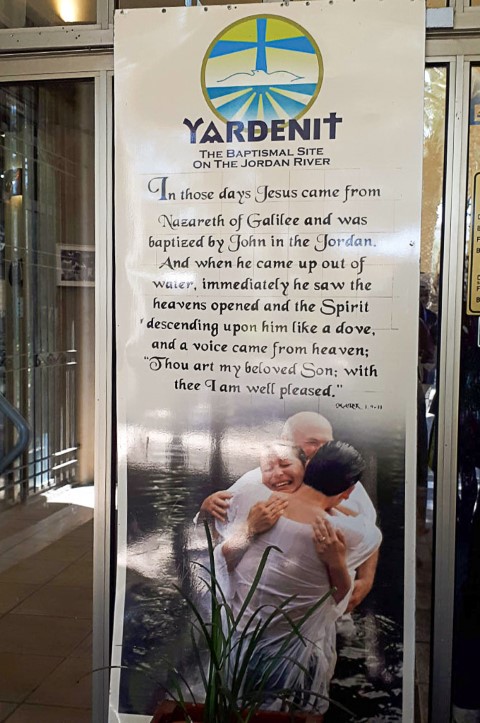 YARDENIT
THE BAPTISMAL SITE
ON THE JORDAN RIVER
In those days Jesus came from
Nazareth of Galilee and was
baptized by John in the Jordan.
And when he came up out of
water, immediately he saw the
heavens opened and the Spirit
descending upon him like a dove,
and a voice came from heaven;
"Thou art my beloved Son; with
thee I am well pleased."